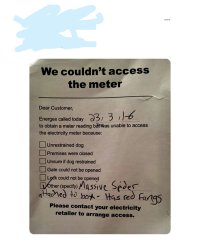 We couldn't access
the meter
Dear Customer,
Energex called today 23, 3, 16
to obtain a meter reading but was unable to access
the electricity meter because:
Unrestrained dog
Premises were closed
Unsure if dog restrained
Gate could not be opened
Lock could not be opened
Other (specify) Massive Spider
attached to box - Has red Fangs
Please contact your electricity
retailer to arrange access.